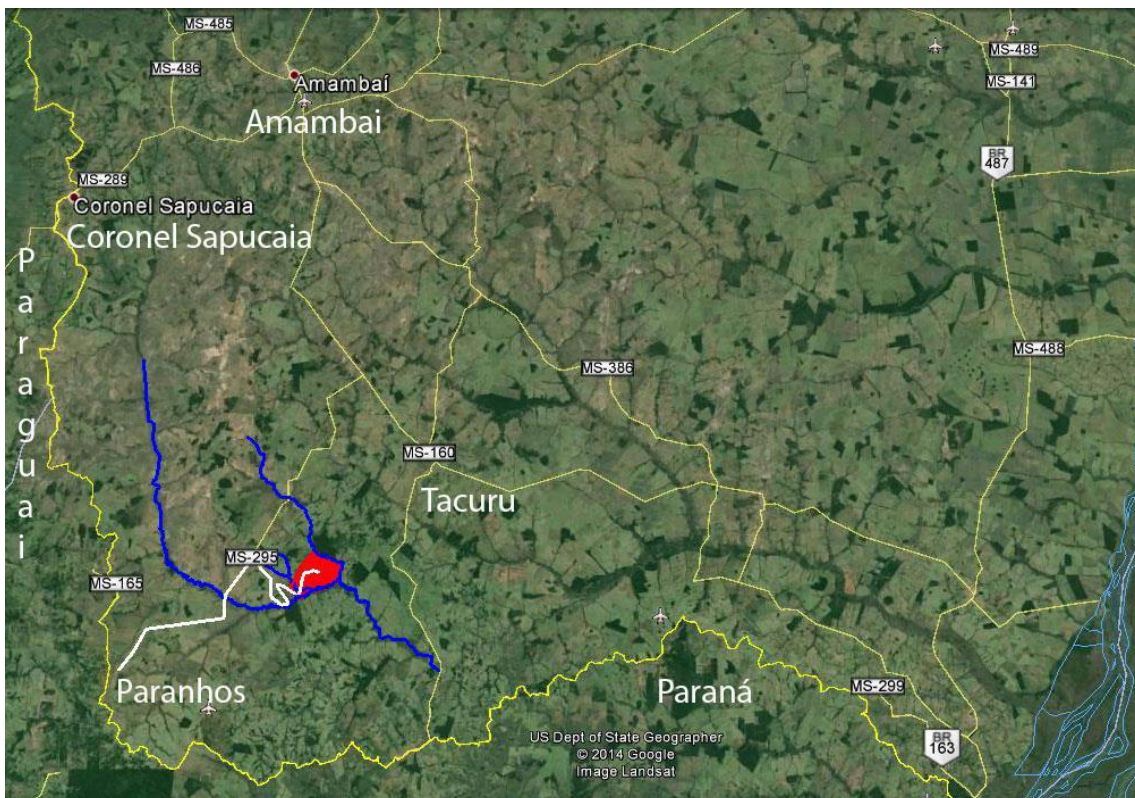 MS-485
MS-486
Amambaí
Amambai
MS-489
MS-141
BR
487
MS-289
Coronel Sapucaia
Coronel Sapucaia
Paraguai
MS-488
MS-386
MS-160
Tacuru
MS-295
MS-165
Paranhos
Paraná
MS-299
BR
163
US Dept of State Geographer
© 2014 Google
Image Landsat